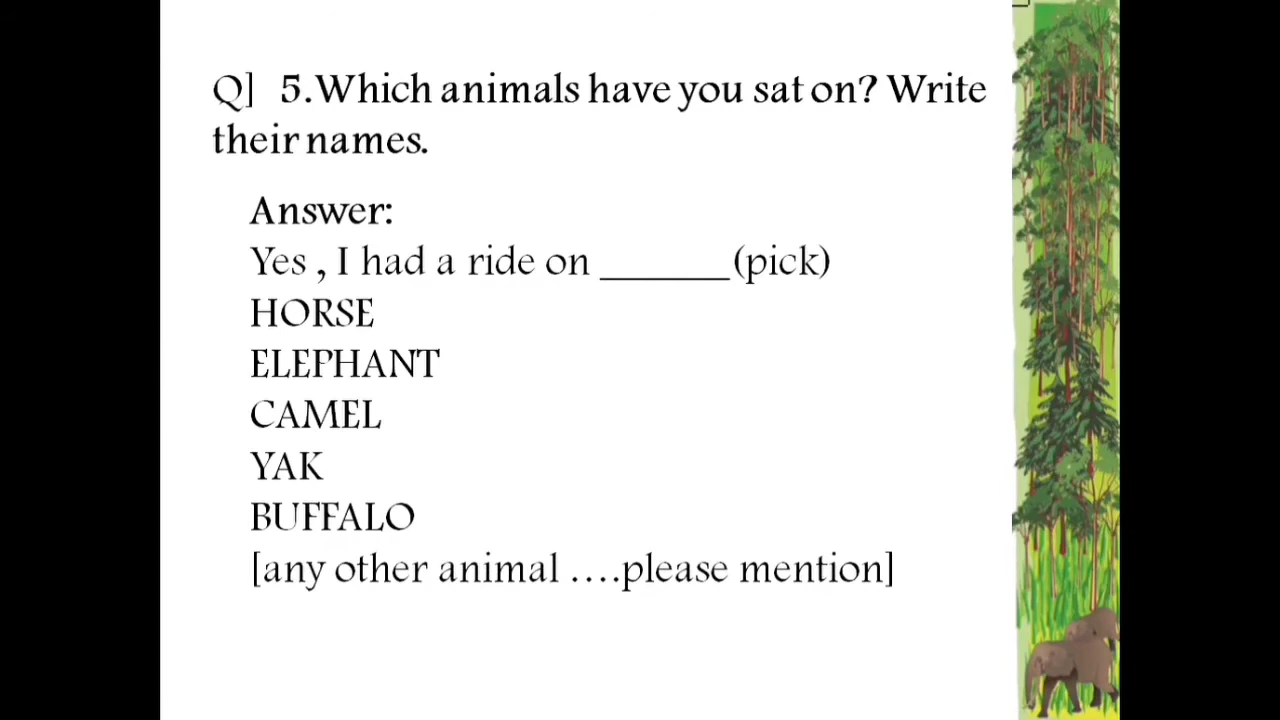 Q] 5.Which animals have you sat on? Write
their names.
Answer:
Yes , I had a ride on _______(pick)
HORSE
ELEPHANT
CAMEL
YAK
BUFFALO
[any other animal ....please mention]